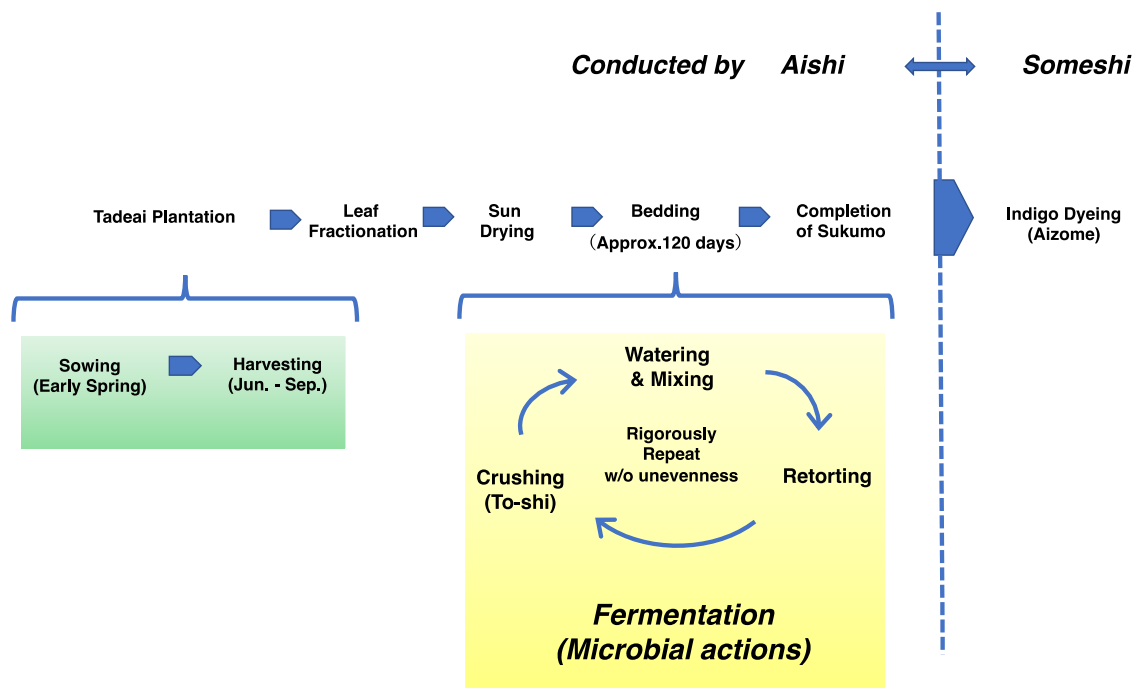 Conducted by Aishi Someshi
Tadeai Plantation
Leaf
Fractionation
Sun
Drying
Bedding
(Approx.120 days)
Completion
of Sukumo
Indigo Dyeing
(Aizome)
Sowing
(Early Spring)
Harvesting
(Jun. - Sep.)
Watering
& Mixing
Rigorously
Repeat
w/o unevenness
Crushing
(To-shi)
Retorting
Fermentation
(Microbial actions)